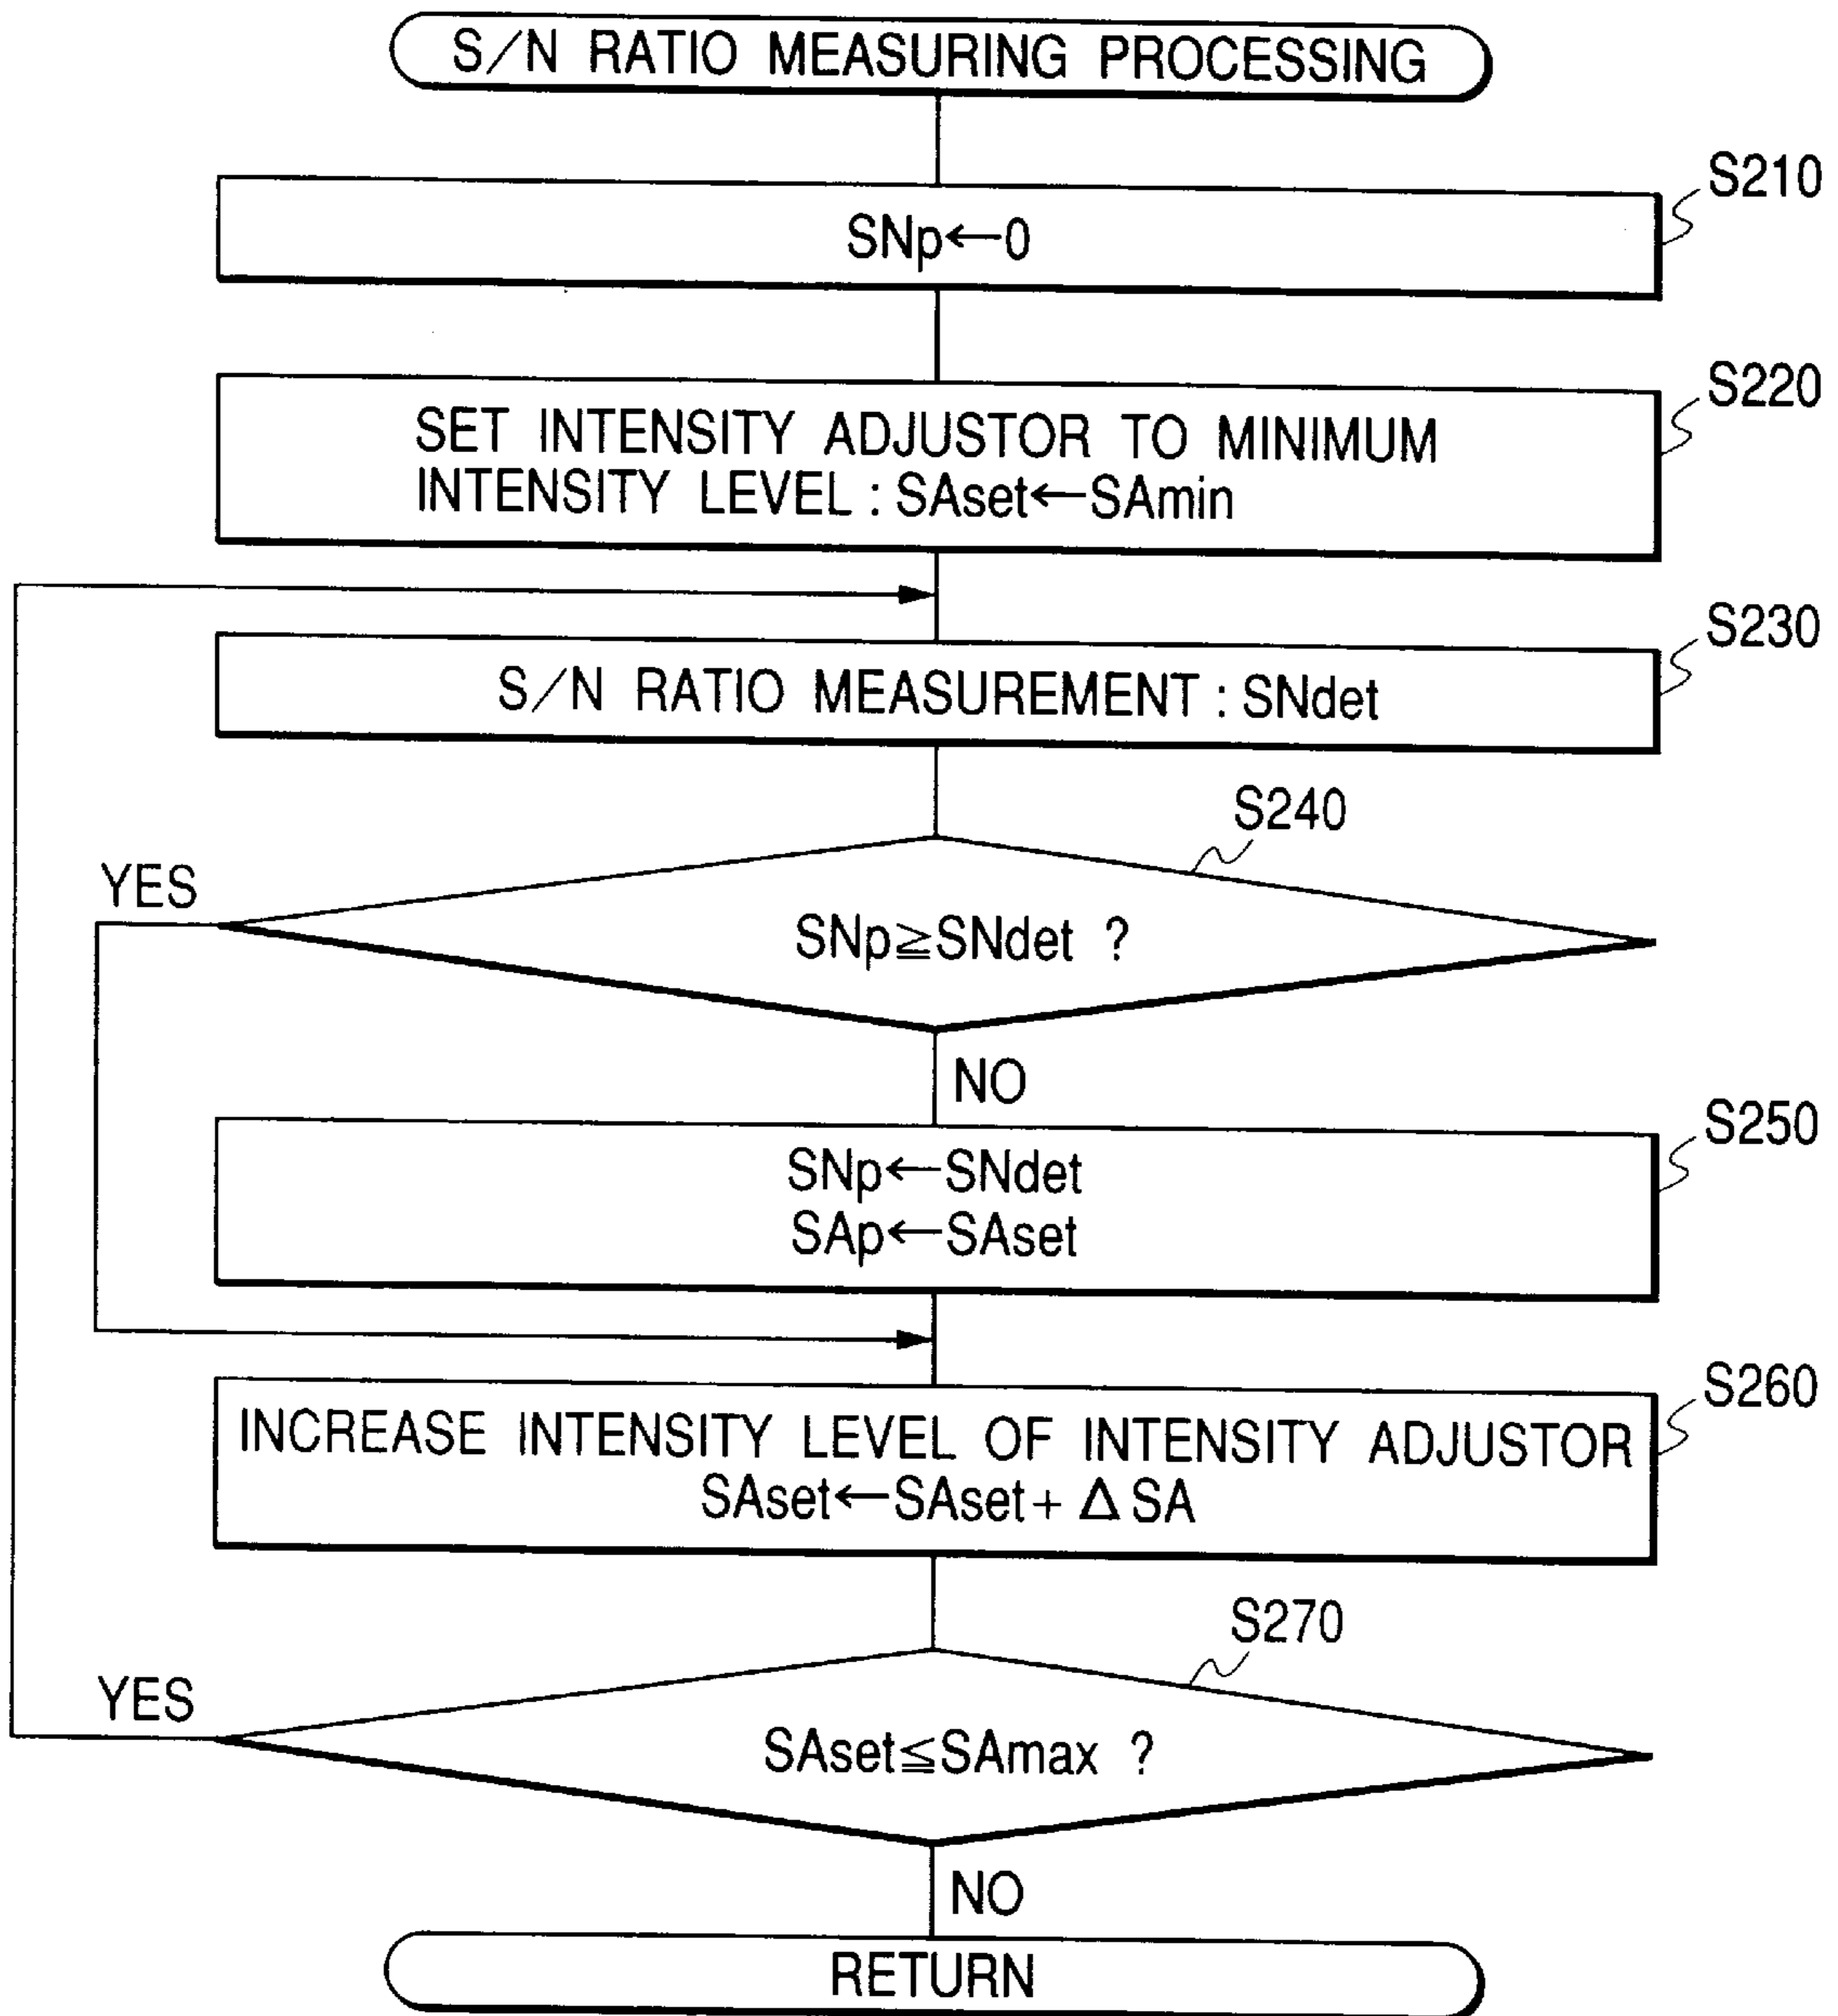 S/N RATIO MEASURING PROCESSING
S210
SNp←0
S220
SET INTENSITY ADJUSTOR TO MINIMUM
INTENSITY LEVEL : SAset←SAmin
S230
S/N RATIO MEASUREMENT : SNdet
S240
YES
SNp≧SNdet ?
NO
S250
SNp←SNdet
SAp←SAset
S260
INCREASE INTENSITY LEVEL OF INTENSITY ADJUSTOR
SAset←SAset+ Δ SA
S270
YES
SAset≦SAmax ?
NO
RETURN